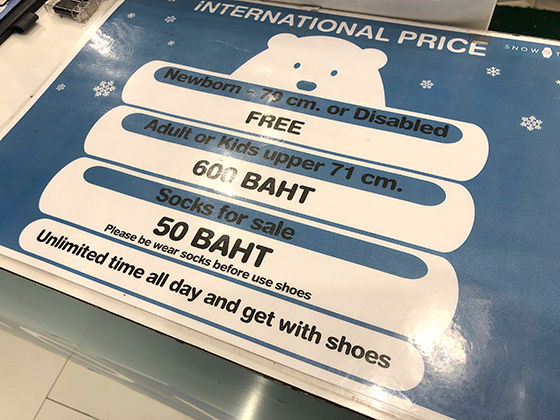 INTERNATIONAL PRICE
SNOW
Newborn - 70 cm. or Disabled
FREE
Adult or Kids upper 71 cm.
600 BAHT
Socks for sale
50 BAHT
Please be wear socks before use shoes
Unlimited time all day and get with shoes